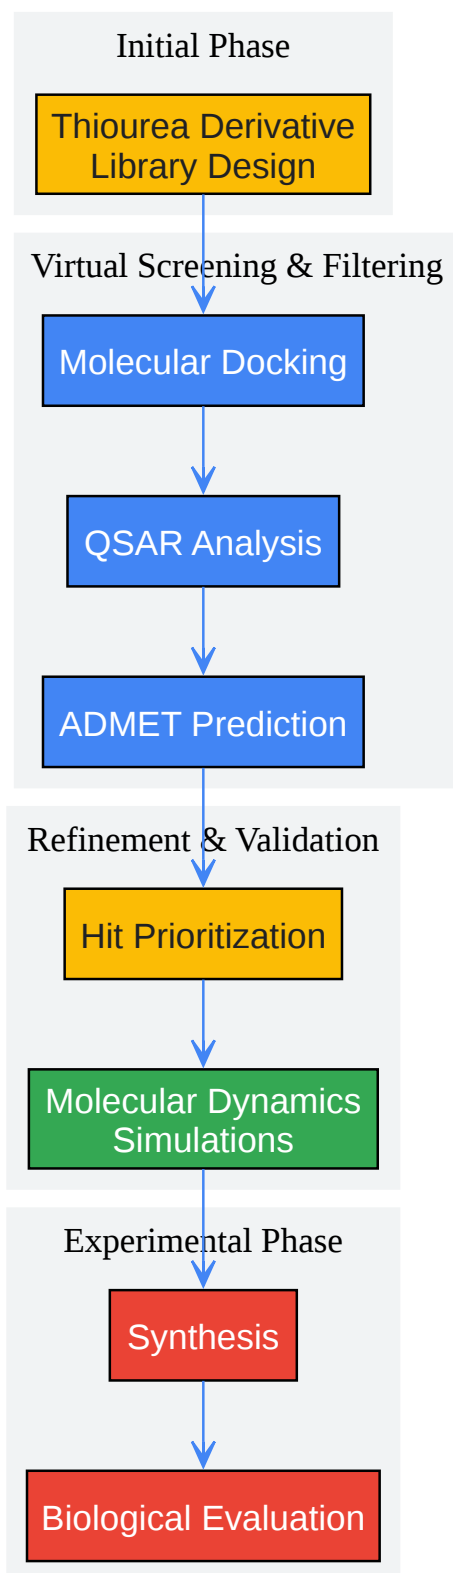 Initial Phase
Thiourea Derivative
Library Design
Virtual Screening & Filtering
Molecular Docking
QSAR Analysis
ADMET Prediction
Refinement & Validation
Hit Prioritization
Molecular Dynamics
Simulations
Experimental Phase
Synthesis
Biological Evaluation